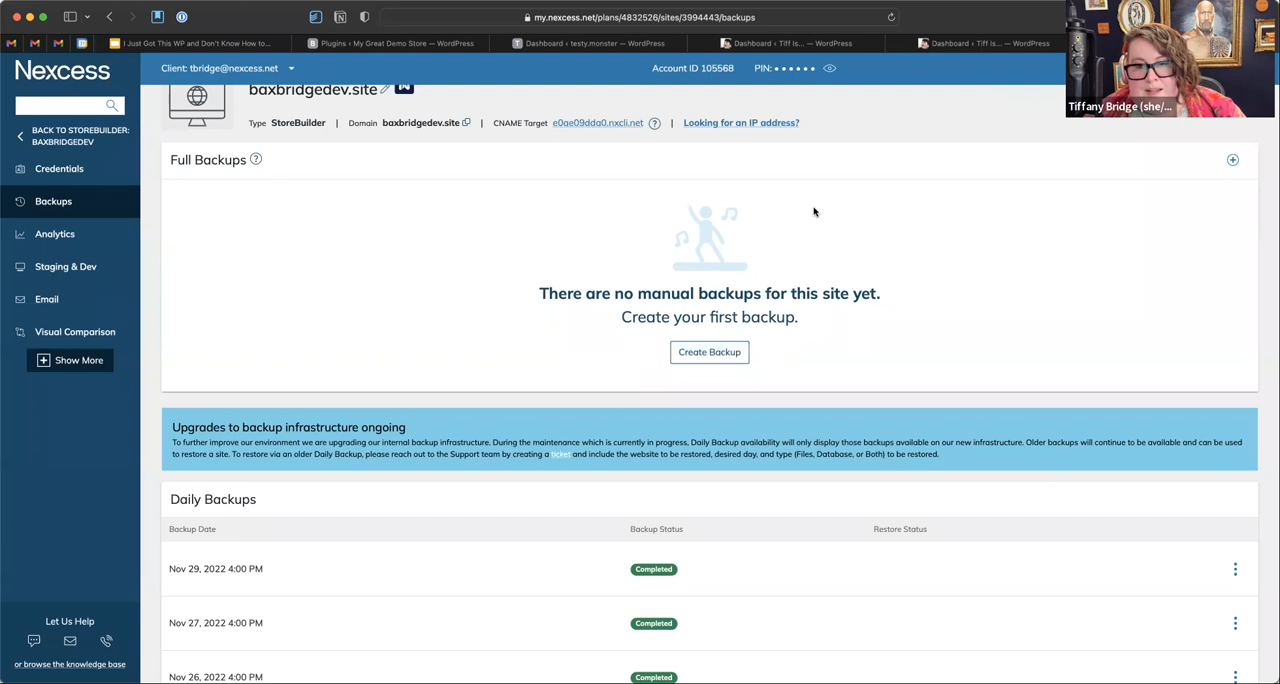 my.nexcess.net/plans/4832526/sites/3994443/backups
I Just Got This WP and Don't Know How to...
Plugins ‹ My Great Demo Store — WordPress
Dashboard ‹ testy.monster — WordPress
Dashboard ‹ Tiff Is... — WordPress
Dashboard ‹ Tiff Is... — WordPress
Tiffany Bridge (she/...
Nexcess
Client: tbridge@nexcess.net
Account ID 105568
PIN: • • • • • •
BACK TO STOREBUILDER:
BAXBRIDGEDEV
Credentials
Backups
Analytics
Staging & Dev
Email
Visual Comparison
Show More
Let Us Help
or browse the knowledge base
baxbridgedev.site
Type StoreBuilder | Domain baxbridgedev.site | CNAME Target e0ae09dda0.nxcli.net ? | Looking for an IP address?
Full Backups ?
There are no manual backups for this site yet.
Create your first backup.
Create Backup
Upgrades to backup infrastructure ongoing
To further improve our environment we are upgrading our internal backup infrastructure. During the maintenance which is currently in progress, Daily Backup availability will only display those backups available on our new infrastructure. Older backups will continue to be available and can be used
to restore a site. To restore via an older Daily Backup, please reach out to the Support team by creating a ticket and include the website to be restored, desired day, and type (Files, Database, or Both) to be restored.
Daily Backups
Backup Date Backup Status Restore Status
Nov 29, 2022 4:00 PM Completed
Nov 27, 2022 4:00 PM Completed
Nov 26, 2022 4:00 PM Completed